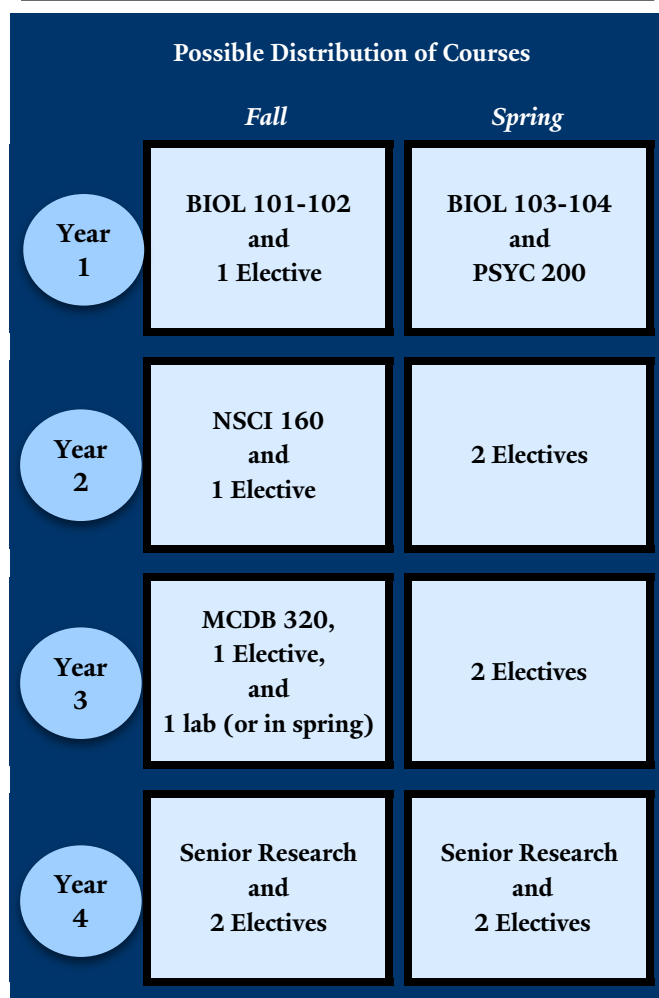 Possible Distribution of Courses
Fall
Spring
Year
1
BIOL 101-102
and
1 Elective
BIOL 103-104
and
PSYC 200
Year
2
NSCI 160
and
1 Elective
2 Electives
Year
3
MCDB 320,
1 Elective,
and
1 lab (or in spring)
2 Electives
Year
4
Senior Research
and
2 Electives
Senior Research
and
2 Electives